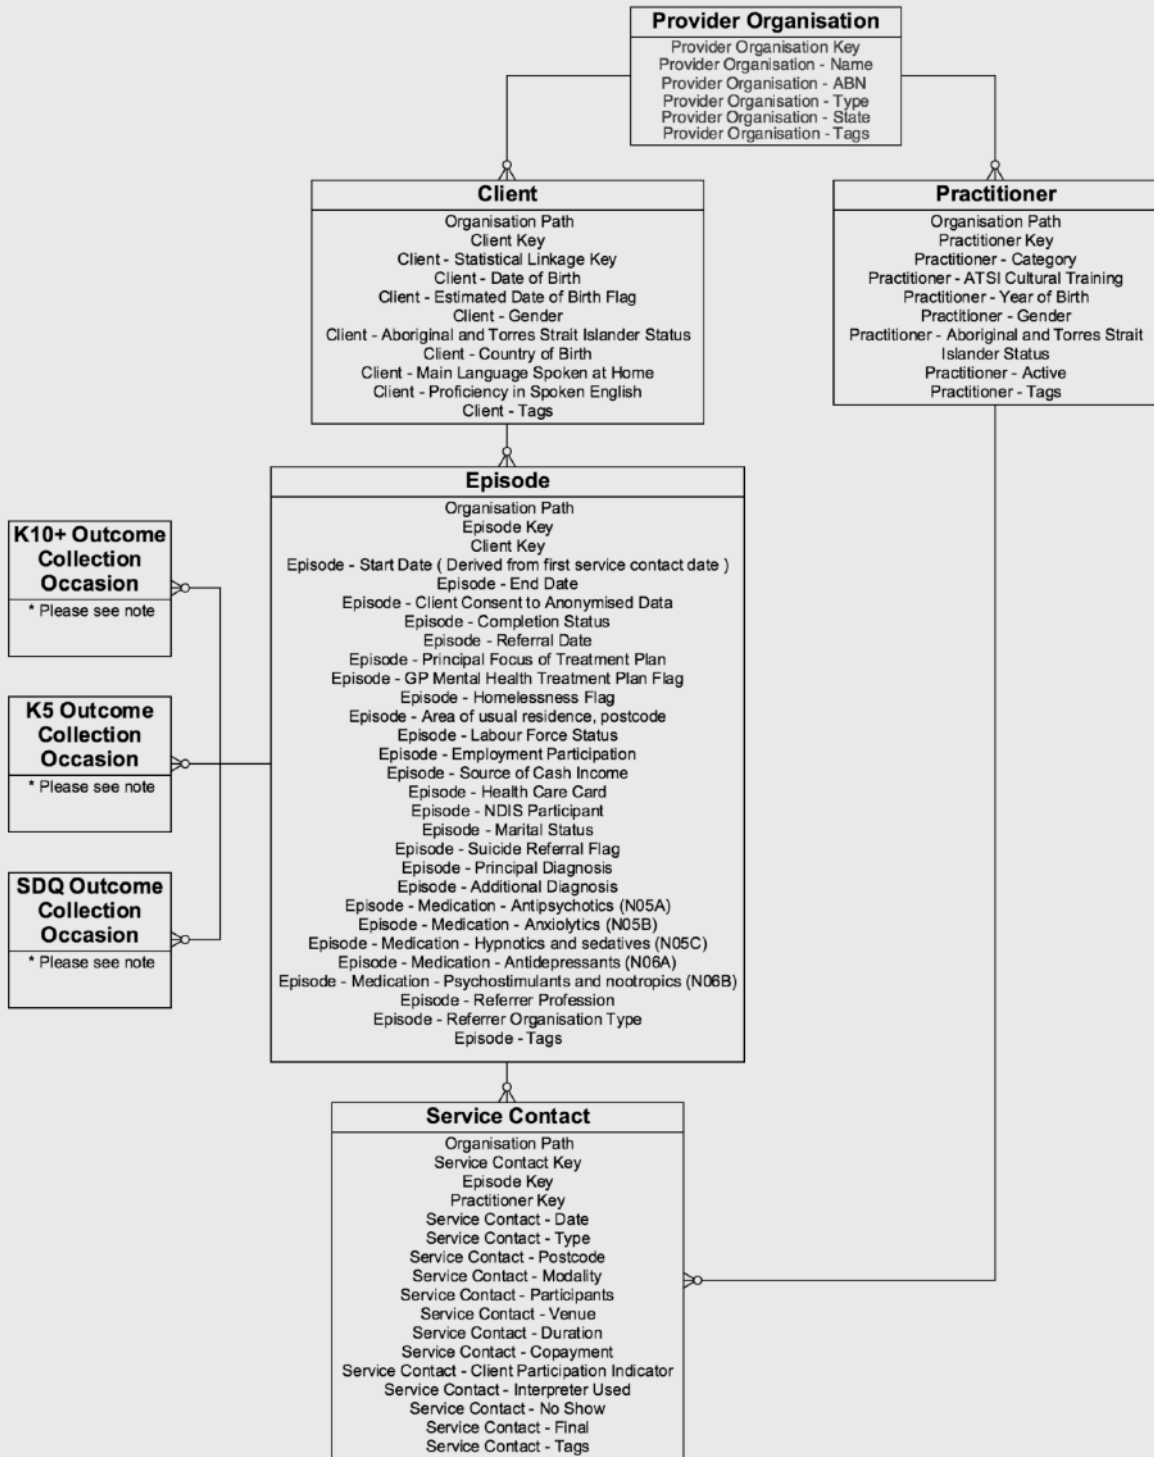 Provider Organisation
Provider Organisation Key
Provider Organisation - Name
Provider Organisation - ABN
Provider Organisation - Type
Provider Organisation - State
Provider Organisation - Tags
Client
Organisation Path
Client Key
Client - Statistical Linkage Key
Client - Date of Birth
Client - Estimated Date of Birth Flag
Client - Gender
Client - Aboriginal and Torres Strait Islander Status
Client - Country of Birth
Client - Main Language Spoken at Home
Client - Proficiency in Spoken English
Client - Tags
Practitioner
Organisation Path
Practitioner Key
Practitioner - Category
Practitioner - ATSI Cultural Training
Practitioner - Year of Birth
Practitioner - Gender
Practitioner - Aboriginal and Torres Strait
Islander Status
Practitioner - Active
Practitioner - Tags
K10+ Outcome
Collection
Occasion
* Please see note
K5 Outcome
Collection
Occasion
* Please see note
SDQ Outcome
Collection
Occasion
* Please see note
Episode
Organisation Path
Episode Key
Client Key
Episode - Start Date ( Derived from first service contact date )
Episode - End Date
Episode - Client Consent to Anonymised Data
Episode - Completion Status
Episode - Referral Date
Episode - Principal Focus of Treatment Plan
Episode - GP Mental Health Treatment Plan Flag
Episode - Homelessness Flag
Episode - Area of usual residence, postcode
Episode - Labour Force Status
Episode - Employment Participation
Episode - Source of Cash Income
Episode - Health Care Card
Episode - NDIS Participant
Episode - Marital Status
Episode - Suicide Referral Flag
Episode - Principal Diagnosis
Episode - Additional Diagnosis
Episode - Medication - Antipsychotics (N05A)
Episode - Medication - Anxiolytics (N05B)
Episode - Medication - Hypnotics and sedatives (N05C)
Episode - Medication - Antidepressants (N06A)
Episode - Medication - Psychostimulants and nootropics (N06B)
Episode - Referrer Profession
Episode - Referrer Organisation Type
Episode - Tags
Service Contact
Organisation Path
Service Contact Key
Episode Key
Practitioner Key
Service Contact - Date
Service Contact - Type
Service Contact - Postcode
Service Contact - Modality
Service Contact - Participants
Service Contact - Venue
Service Contact - Duration
Service Contact - Copayment
Service Contact - Client Participation Indicator
Service Contact - Interpreter Used
Service Contact - No Show
Service Contact - Final
Service Contact - Tags